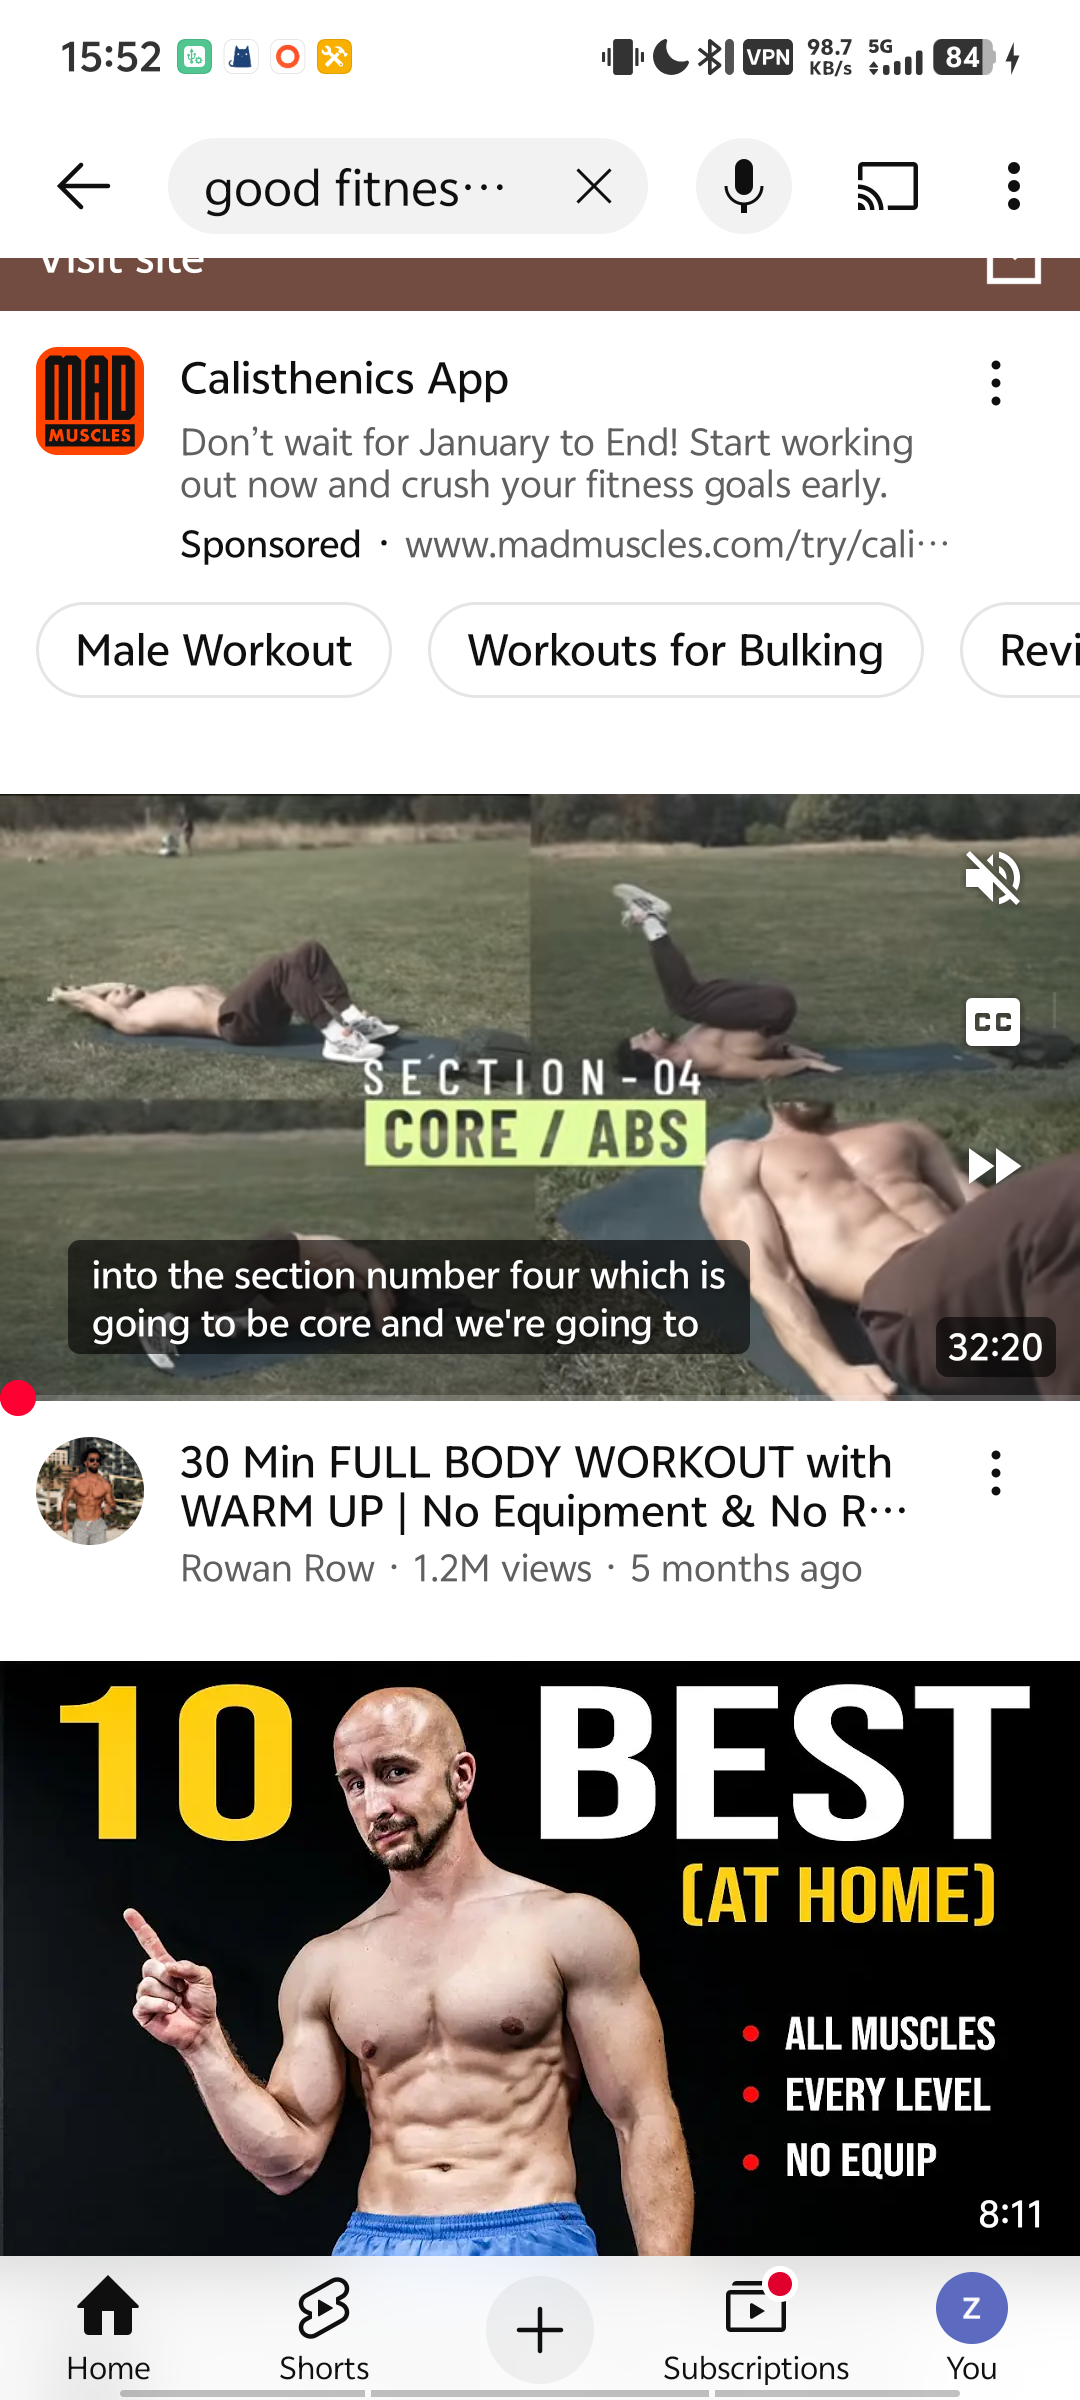 15:52
VPN
98.7
KB/s
5G
84
good fitnes···
Visit site
MAD
MUSCLES
Calisthenics App
Don't wait for January to End! Start working
out now and crush your fitness goals early.
Sponsored · www.madmuscles.com/try/cali···
Male Workout
Workouts for Bulking
Revi
CC
SECTION-04
CORE / ABS
into the section number four which is
going to be core and we're going to
32:20
30 Min FULL BODY WORKOUT with
WARM UP | No Equipment & No R···
Rowan Row · 1.2M views · 5 months ago
10 BEST
(AT HOME)
• ALL MUSCLES
• EVERY LEVEL
• NO EQUIP
8:11
Home
Shorts
Subscriptions
Z
You